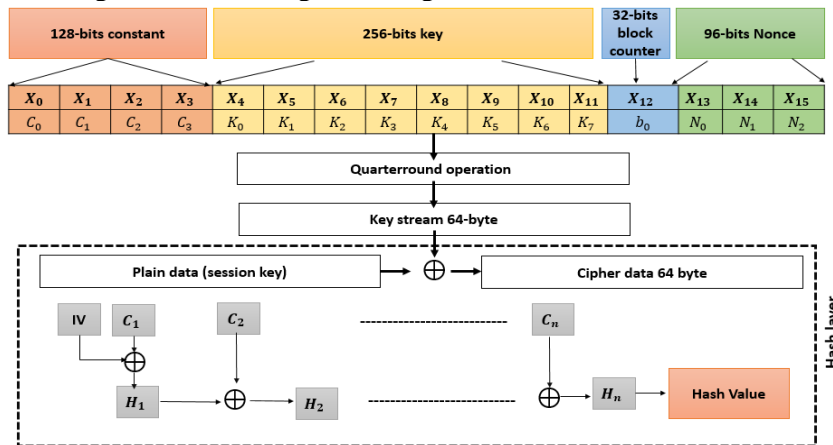 128-bits constant 256-bits key 32-bits block counter 96-bits Nonce
X₀ X₁ X₂ X₃ X₄ X₅ X₆ X₇ X₈ X₉ X₁₀ X₁₁ X₁₂ X₁₃ X₁₄ X₁₅
C₀ C₁ C₂ C₃ K₀ K₁ K₂ K₃ K₄ K₅ K₆ K₇ b₀ N₀ N₁ N₂
Quarterround operation
Key stream 64-byte
Plain data (session key) ⊕ Cipher data 64 byte
IV C₁ C₂ Cₙ
H₁ H₂ Hₙ Hash Value
Hash layer